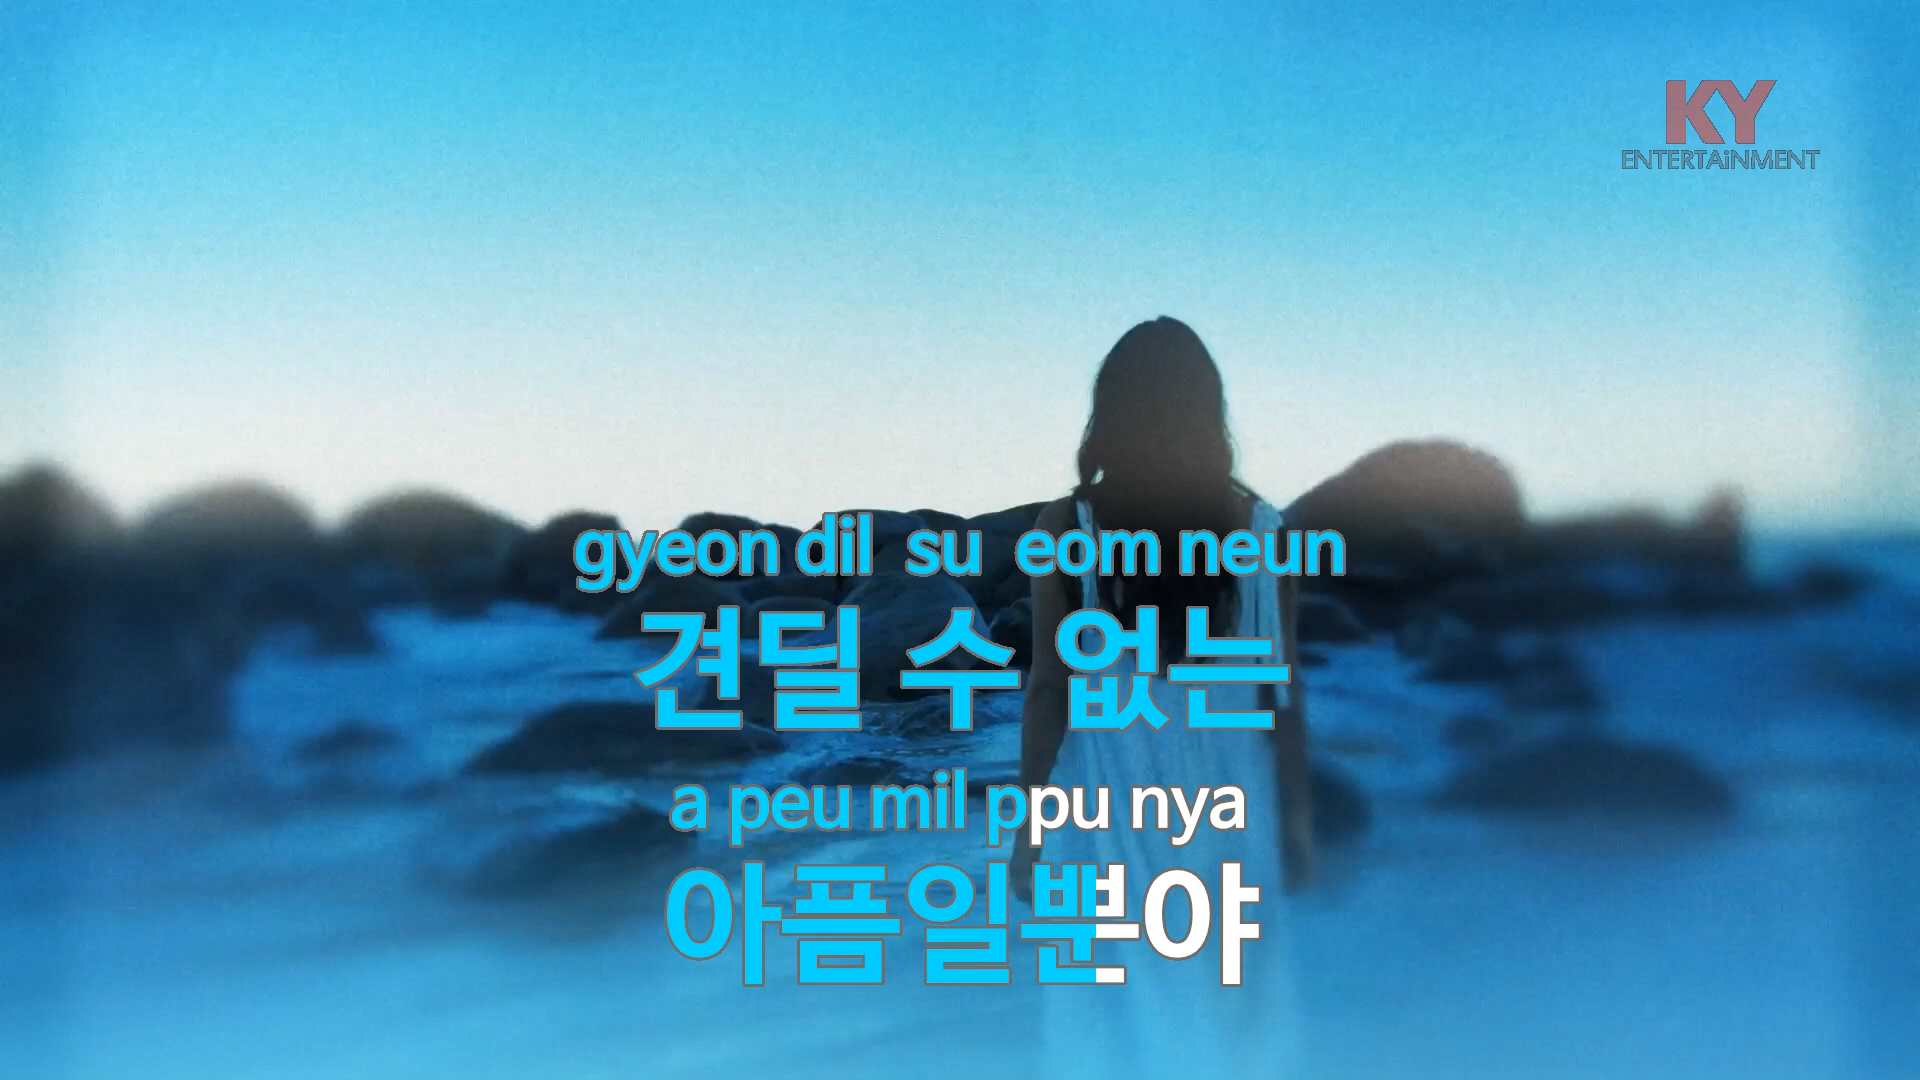 KY
ENTERTAiNMENT
gyeon dil su eom neun
견딜 수 없는
a peu mil ppu nya
아픔일뿐야